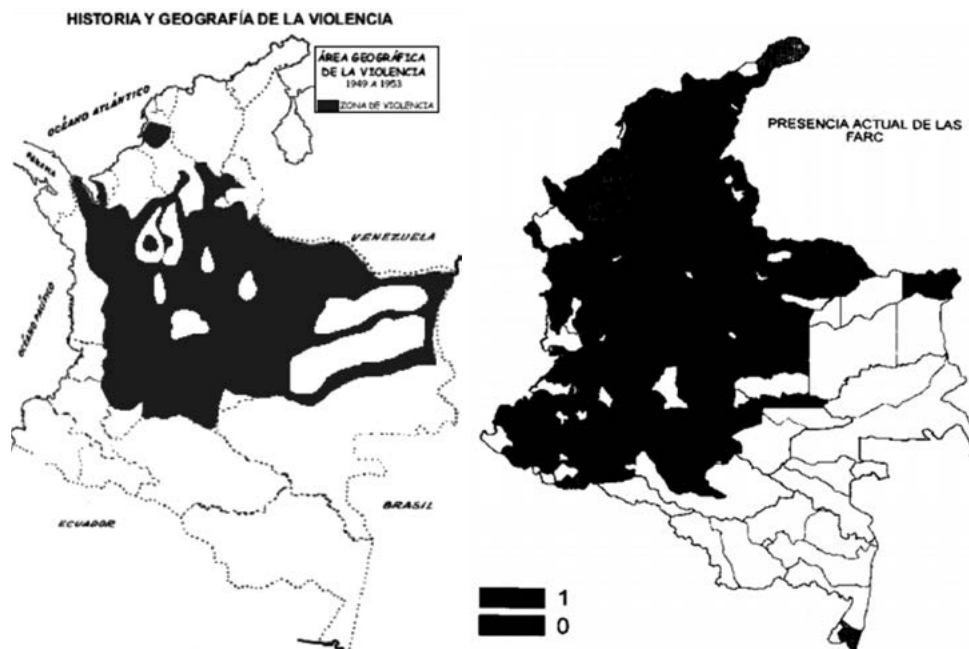 HISTORIA Y GEOGRAFÍA DE LA VIOLENCIA
ÁREA GEOGRÁFICA
DE LA VIOLENCIA
1949 A 1953
ZONA DE VIOLENCIA
OCÉANO ATLÁNTICO
PANAMÁ
VENEZUELA
OCÉANO PACÍFICO
ECUADOR
BRASIL
PRESENCIA ACTUAL DE LAS
FARC
1
0